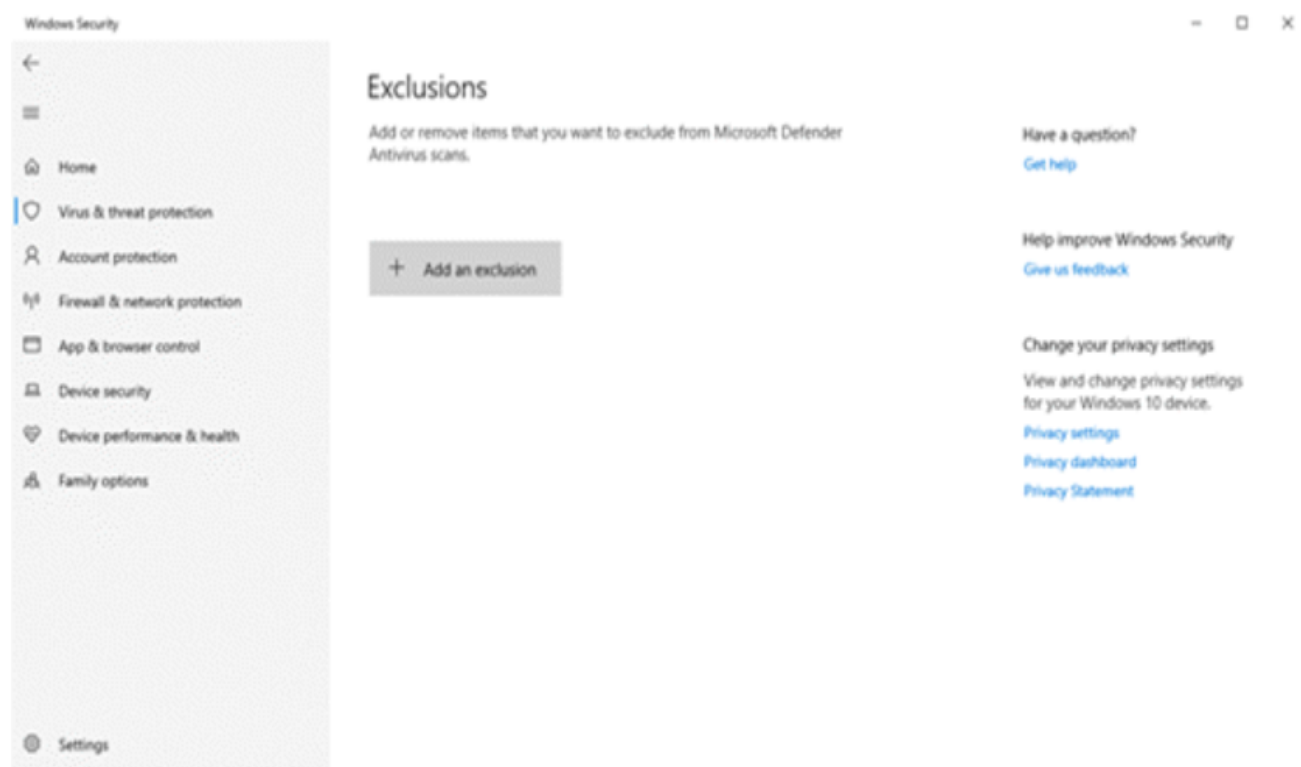 Windows Security
Home
Virus & threat protection
Account protection
Firewall & network protection
App & browser control
Device security
Device performance & health
Family options
Settings
Exclusions
Add or remove items that you want to exclude from Microsoft Defender
Antivirus scans.
+ Add an exclusion
Have a question?
Get help
Help improve Windows Security
Give us feedback
Change your privacy settings
View and change privacy settings
for your Windows 10 device.
Privacy settings
Privacy dashboard
Privacy Statement